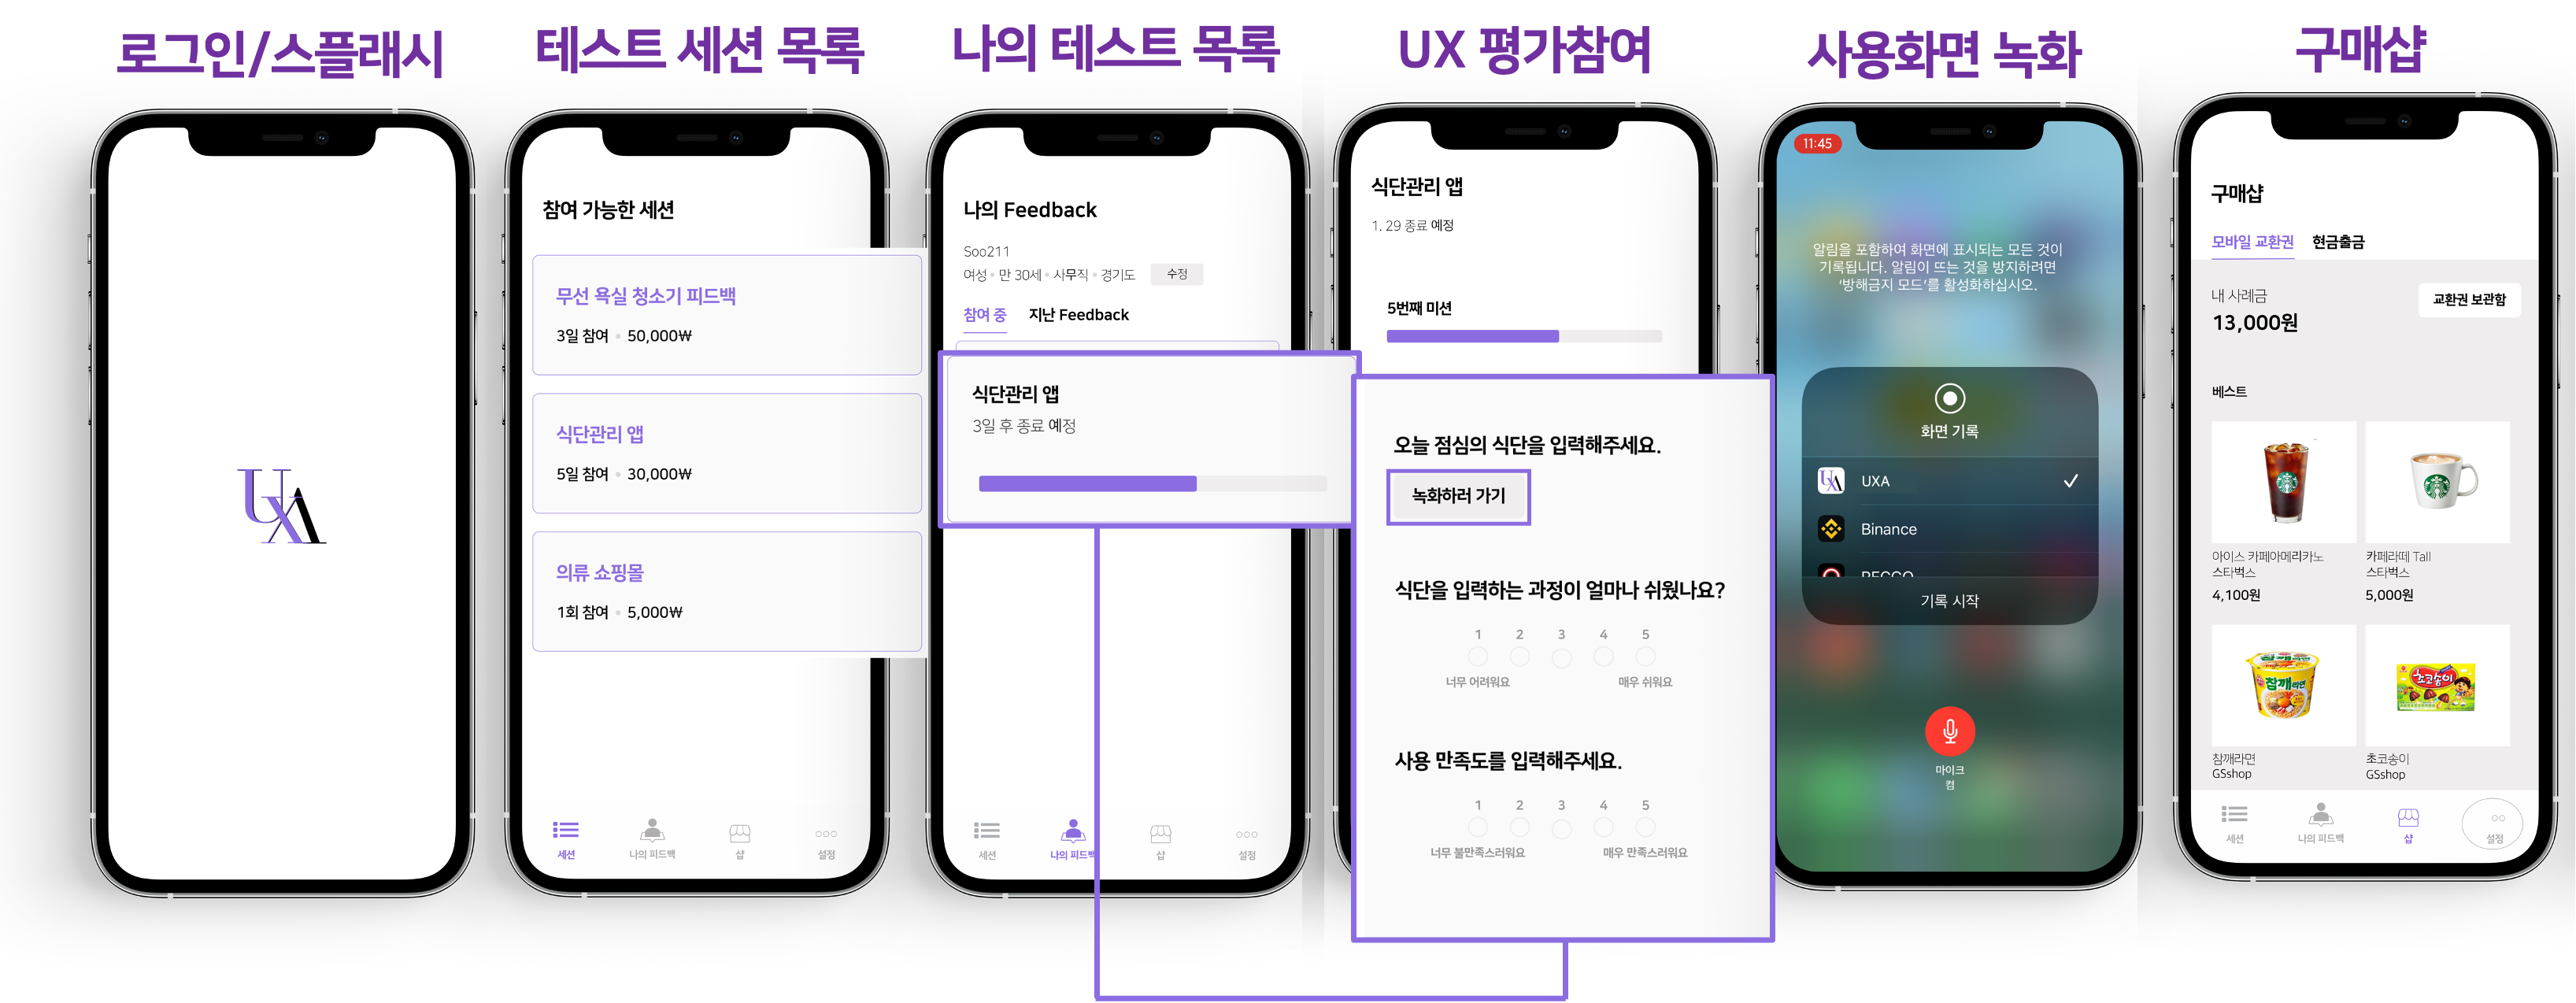 로그인/스플래시
테스트 세션 목록
나의 테스트 목록
UX 평가참여
사용화면 녹화
구매샵
UXA
참여 가능한 세션
무선 욕실 청소기 피드백
3일 참여 • 50,000₩
식단관리 앱
5일 참여 • 30,000₩
의류 쇼핑몰
1회 참여 • 5,000₩
세션
나의 피드백
샵
설정
나의 Feedback
Soo211
여성 • 만 30세 • 사무직 • 경기도
수정
참여 중
지난 Feedback
식단관리 앱
3일 후 종료 예정
세션
나의 피드백
샵
설정
식단관리 앱
1. 29 종료 예정
5번째 미션
오늘 점심의 식단을 입력해주세요.
녹화하러 가기
식단을 입력하는 과정이 얼마나 쉬웠나요?
1 2 3 4 5
너무 어려워요
매우 쉬워요
사용 만족도를 입력해주세요.
1 2 3 4 5
너무 불만족스러워요
매우 만족스러워요
11:45
알림을 포함하여 화면에 표시되는 모든 것이
기록됩니다. 알림이 뜨는 것을 방지하려면
'방해금지 모드'를 활성화하십시오.
화면 기록
UXA
Binance
기록 시작
마이크
켬
구매샵
모바일 교환권
현금출금
내 사례금
13,000원
교환권 보관함
베스트
아이스 카페아메리카노
스타벅스
4,100원
카페라떼 Tall
스타벅스
5,000원
참깨라면
초코송이
참깨라면
GSshop
초코송이
GSshop
세션
나의 피드백
샵
설정